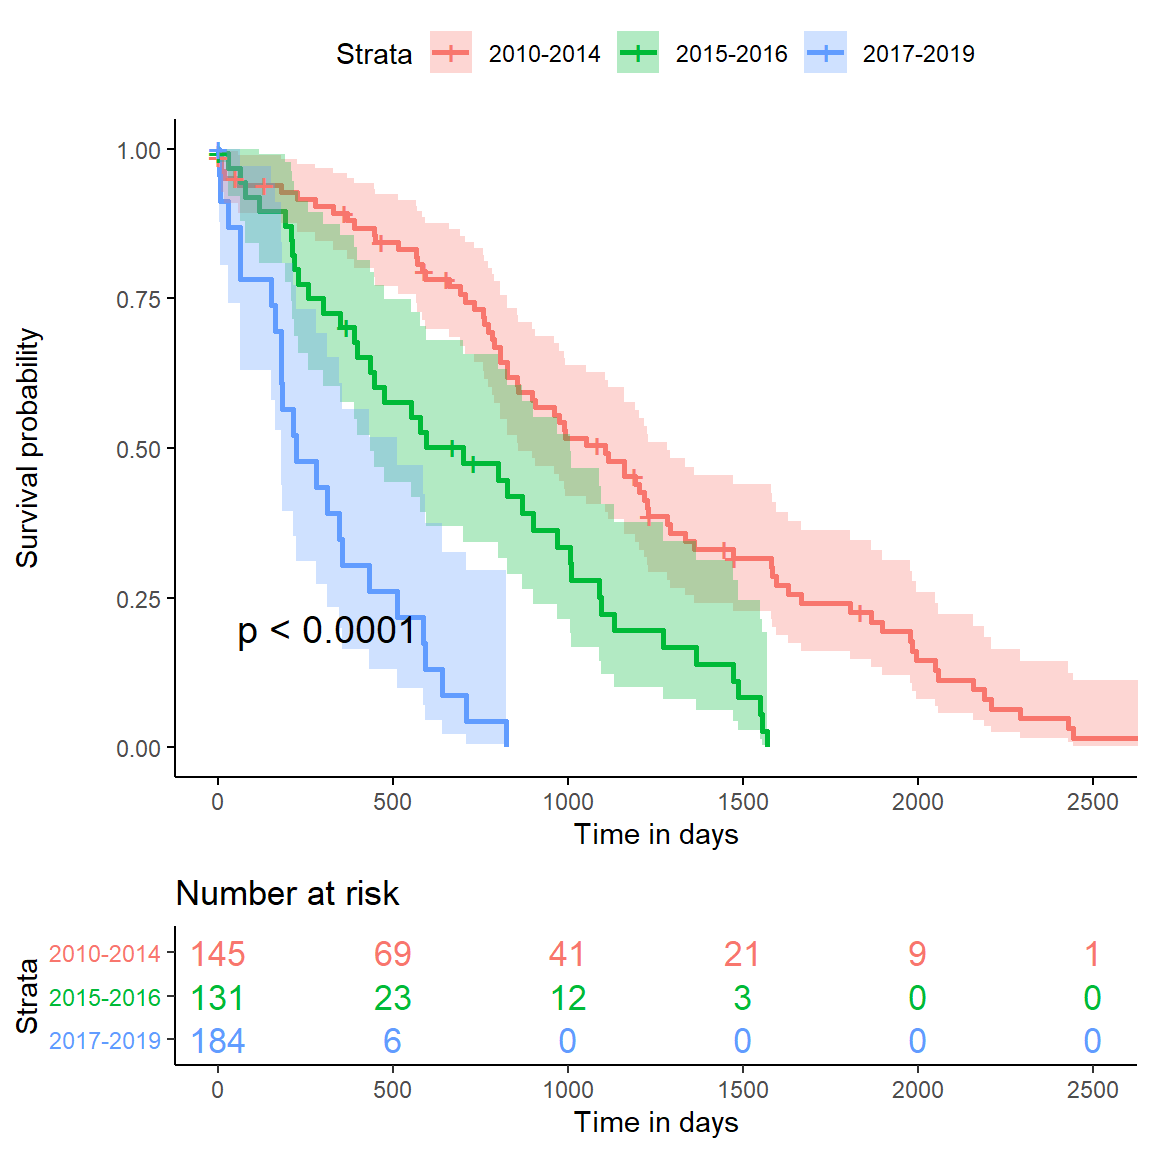 Strata 2010-2014 2015-2016 2017-2019
Survival probability
1.00
0.75
0.50
0.25
0.00
p < 0.0001
0 500 1000 1500 2000 2500
Time in days
Number at risk
Strata
2010-2014 145 69 41 21 9 1
2015-2016 131 23 12 3 0 0
2017-2019 184 6 0 0 0 0
0 500 1000 1500 2000 2500
Time in days